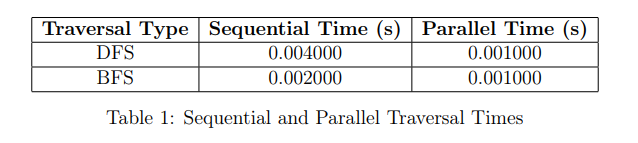 Traversal Type Sequential Time (s) Parallel Time (s)
DFS 0.004000 0.001000
BFS 0.002000 0.001000
Table 1: Sequential and Parallel Traversal Times